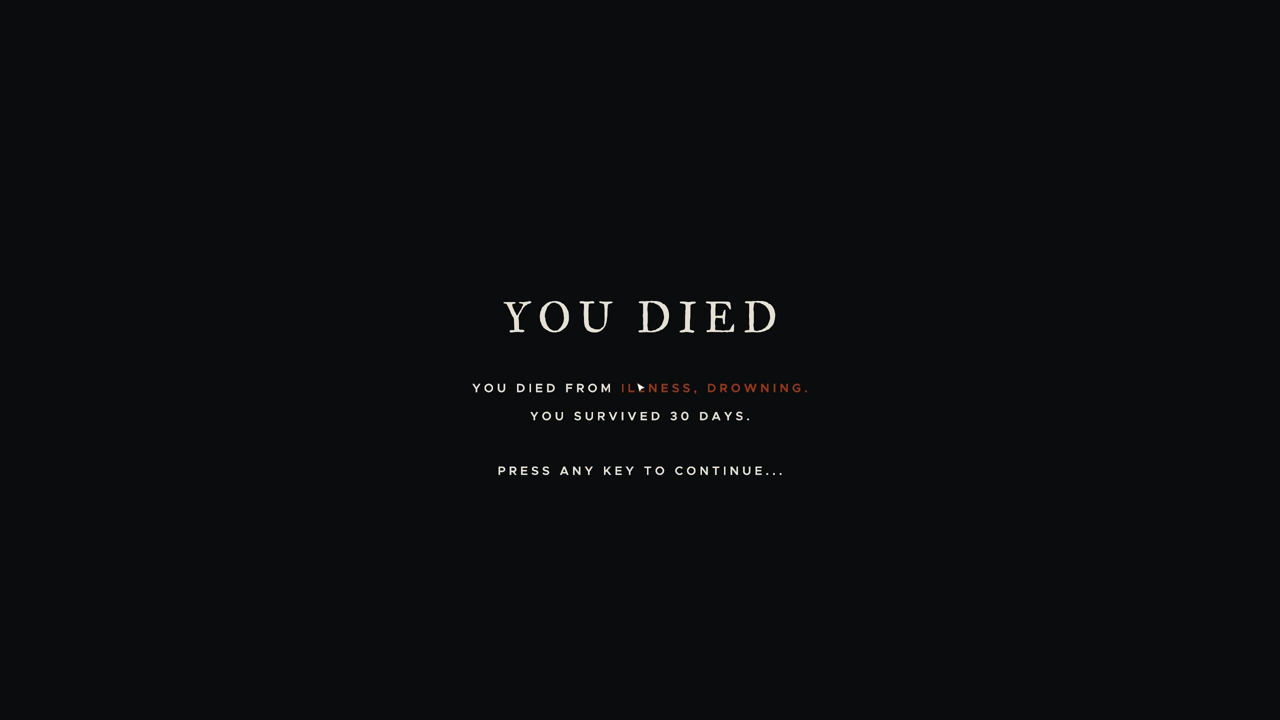 YOU DIED
YOU DIED FROM ILLNESS, DROWNING.
YOU SURVIVED 30 DAYS.
PRESS ANY KEY TO CONTINUE...